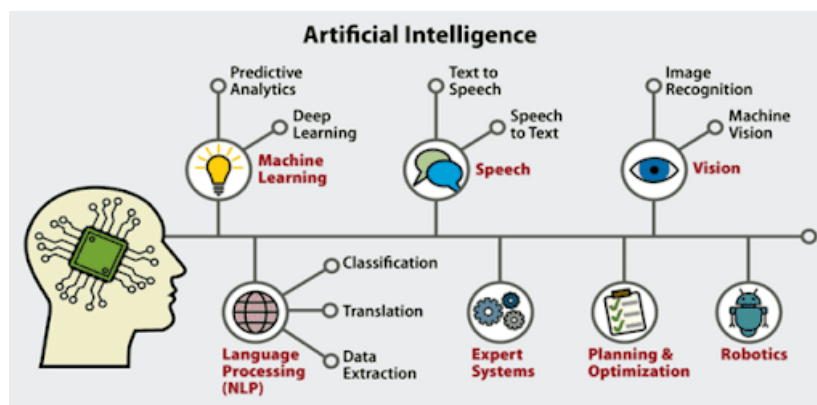 Artificial Intelligence
Predictive
Analytics
Deep
Learning
Machine
Learning
Text to
Speech
Speech
to Text
Speech
Image
Recognition
Machine
Vision
Vision
Classification
Translation
Data
Extraction
Language
Processing
(NLP)
Expert
Systems
Planning &
Optimization
Robotics